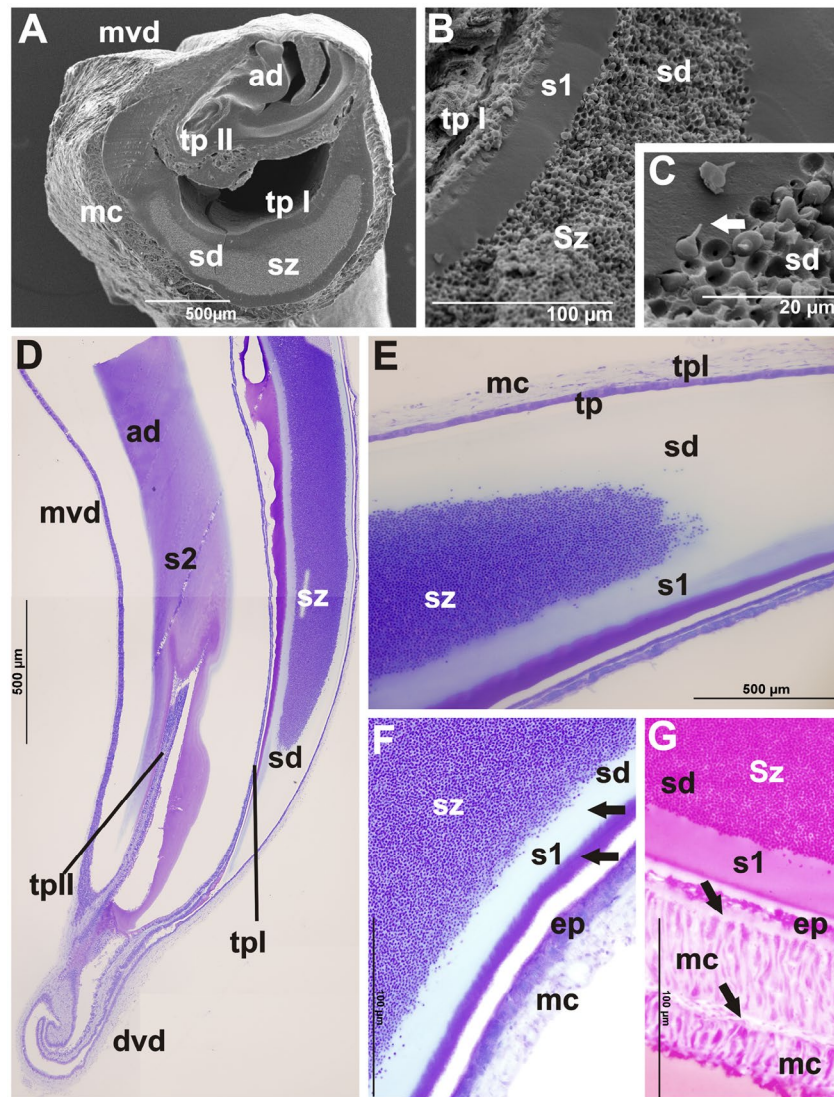 A
mvd
ad
tp II
tp I
mc
sd
sz
500µm
B
sd
s1
tp I
Sz
100 µm
C
sd
20 µm
D
ad
mvd
s2
sz
500 µm
sd
tpII
tpI
dvd
E
tpI
mc
tp
sd
sz
s1
500 µm
F
sd
sz
s1
ep
mc
100 µm
G
Sz
sd
s1
ep
mc
100 µm
mc